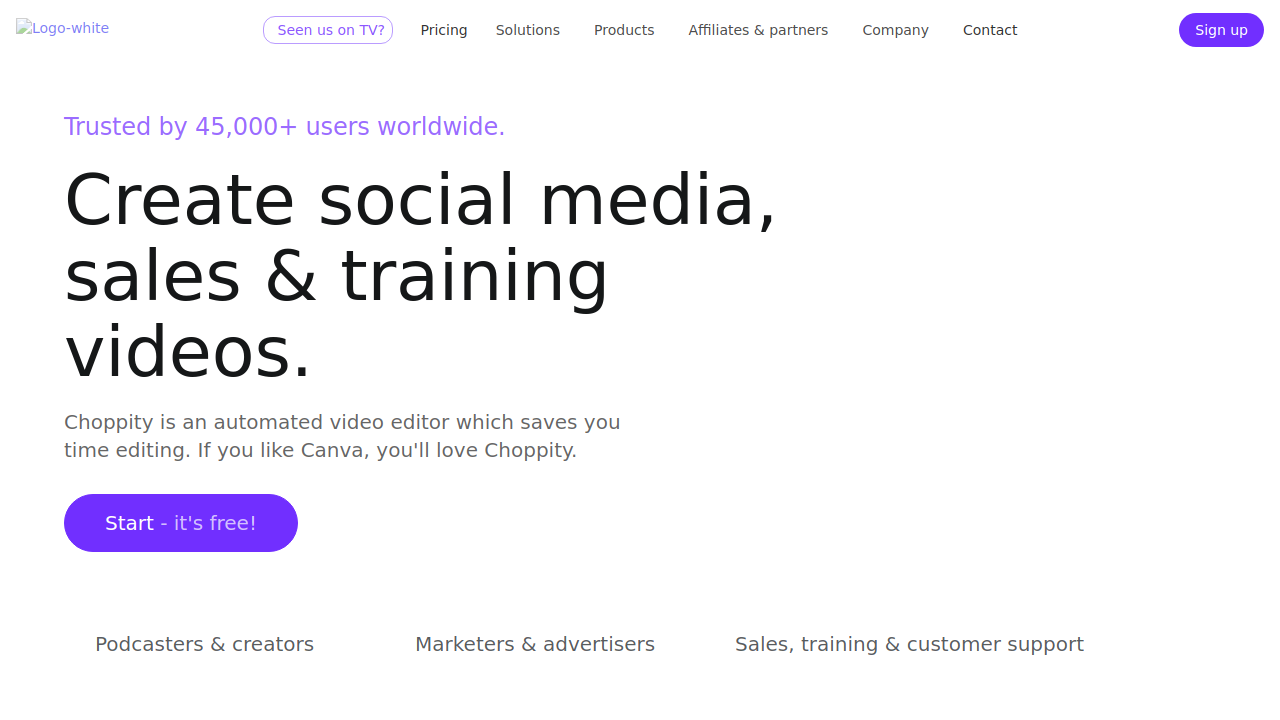 Logo-white
Seen us on TV?
Pricing
Solutions
Products
Affiliates & partners
Company
Contact
Sign up
Trusted by 45,000+ users worldwide.
Create social media,
sales & training
videos.
Choppity is an automated video editor which saves you
time editing. If you like Canva, you'll love Choppity.
Start - it's free!
Podcasters & creators
Marketers & advertisers
Sales, training & customer support